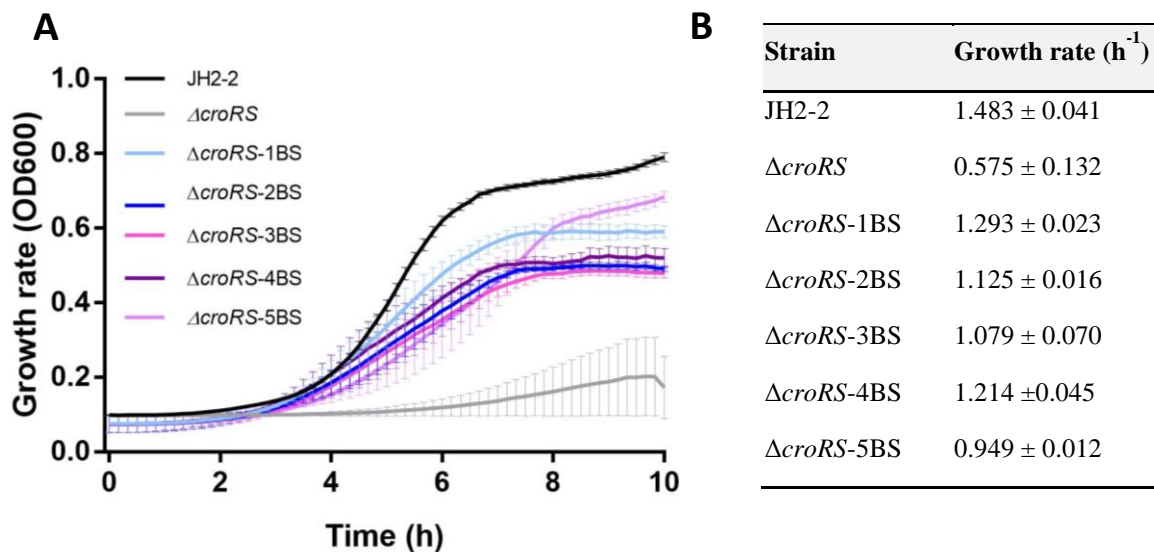 A
Growth rate (OD600)
1.0
0.8
0.6
0.4
0.2
0.0
JH2-2
ΔcroRS
ΔcroRS-1BS
ΔcroRS-2BS
ΔcroRS-3BS
ΔcroRS-4BS
ΔcroRS-5BS
0 2 4 6 8 10
Time (h)
B
Strain Growth rate (h-1)
JH2-2 1.483 ± 0.041
ΔcroRS 0.575 ± 0.132
ΔcroRS-1BS 1.293 ± 0.023
ΔcroRS-2BS 1.125 ± 0.016
ΔcroRS-3BS 1.079 ± 0.070
ΔcroRS-4BS 1.214 ±0.045
ΔcroRS-5BS 0.949 ± 0.012